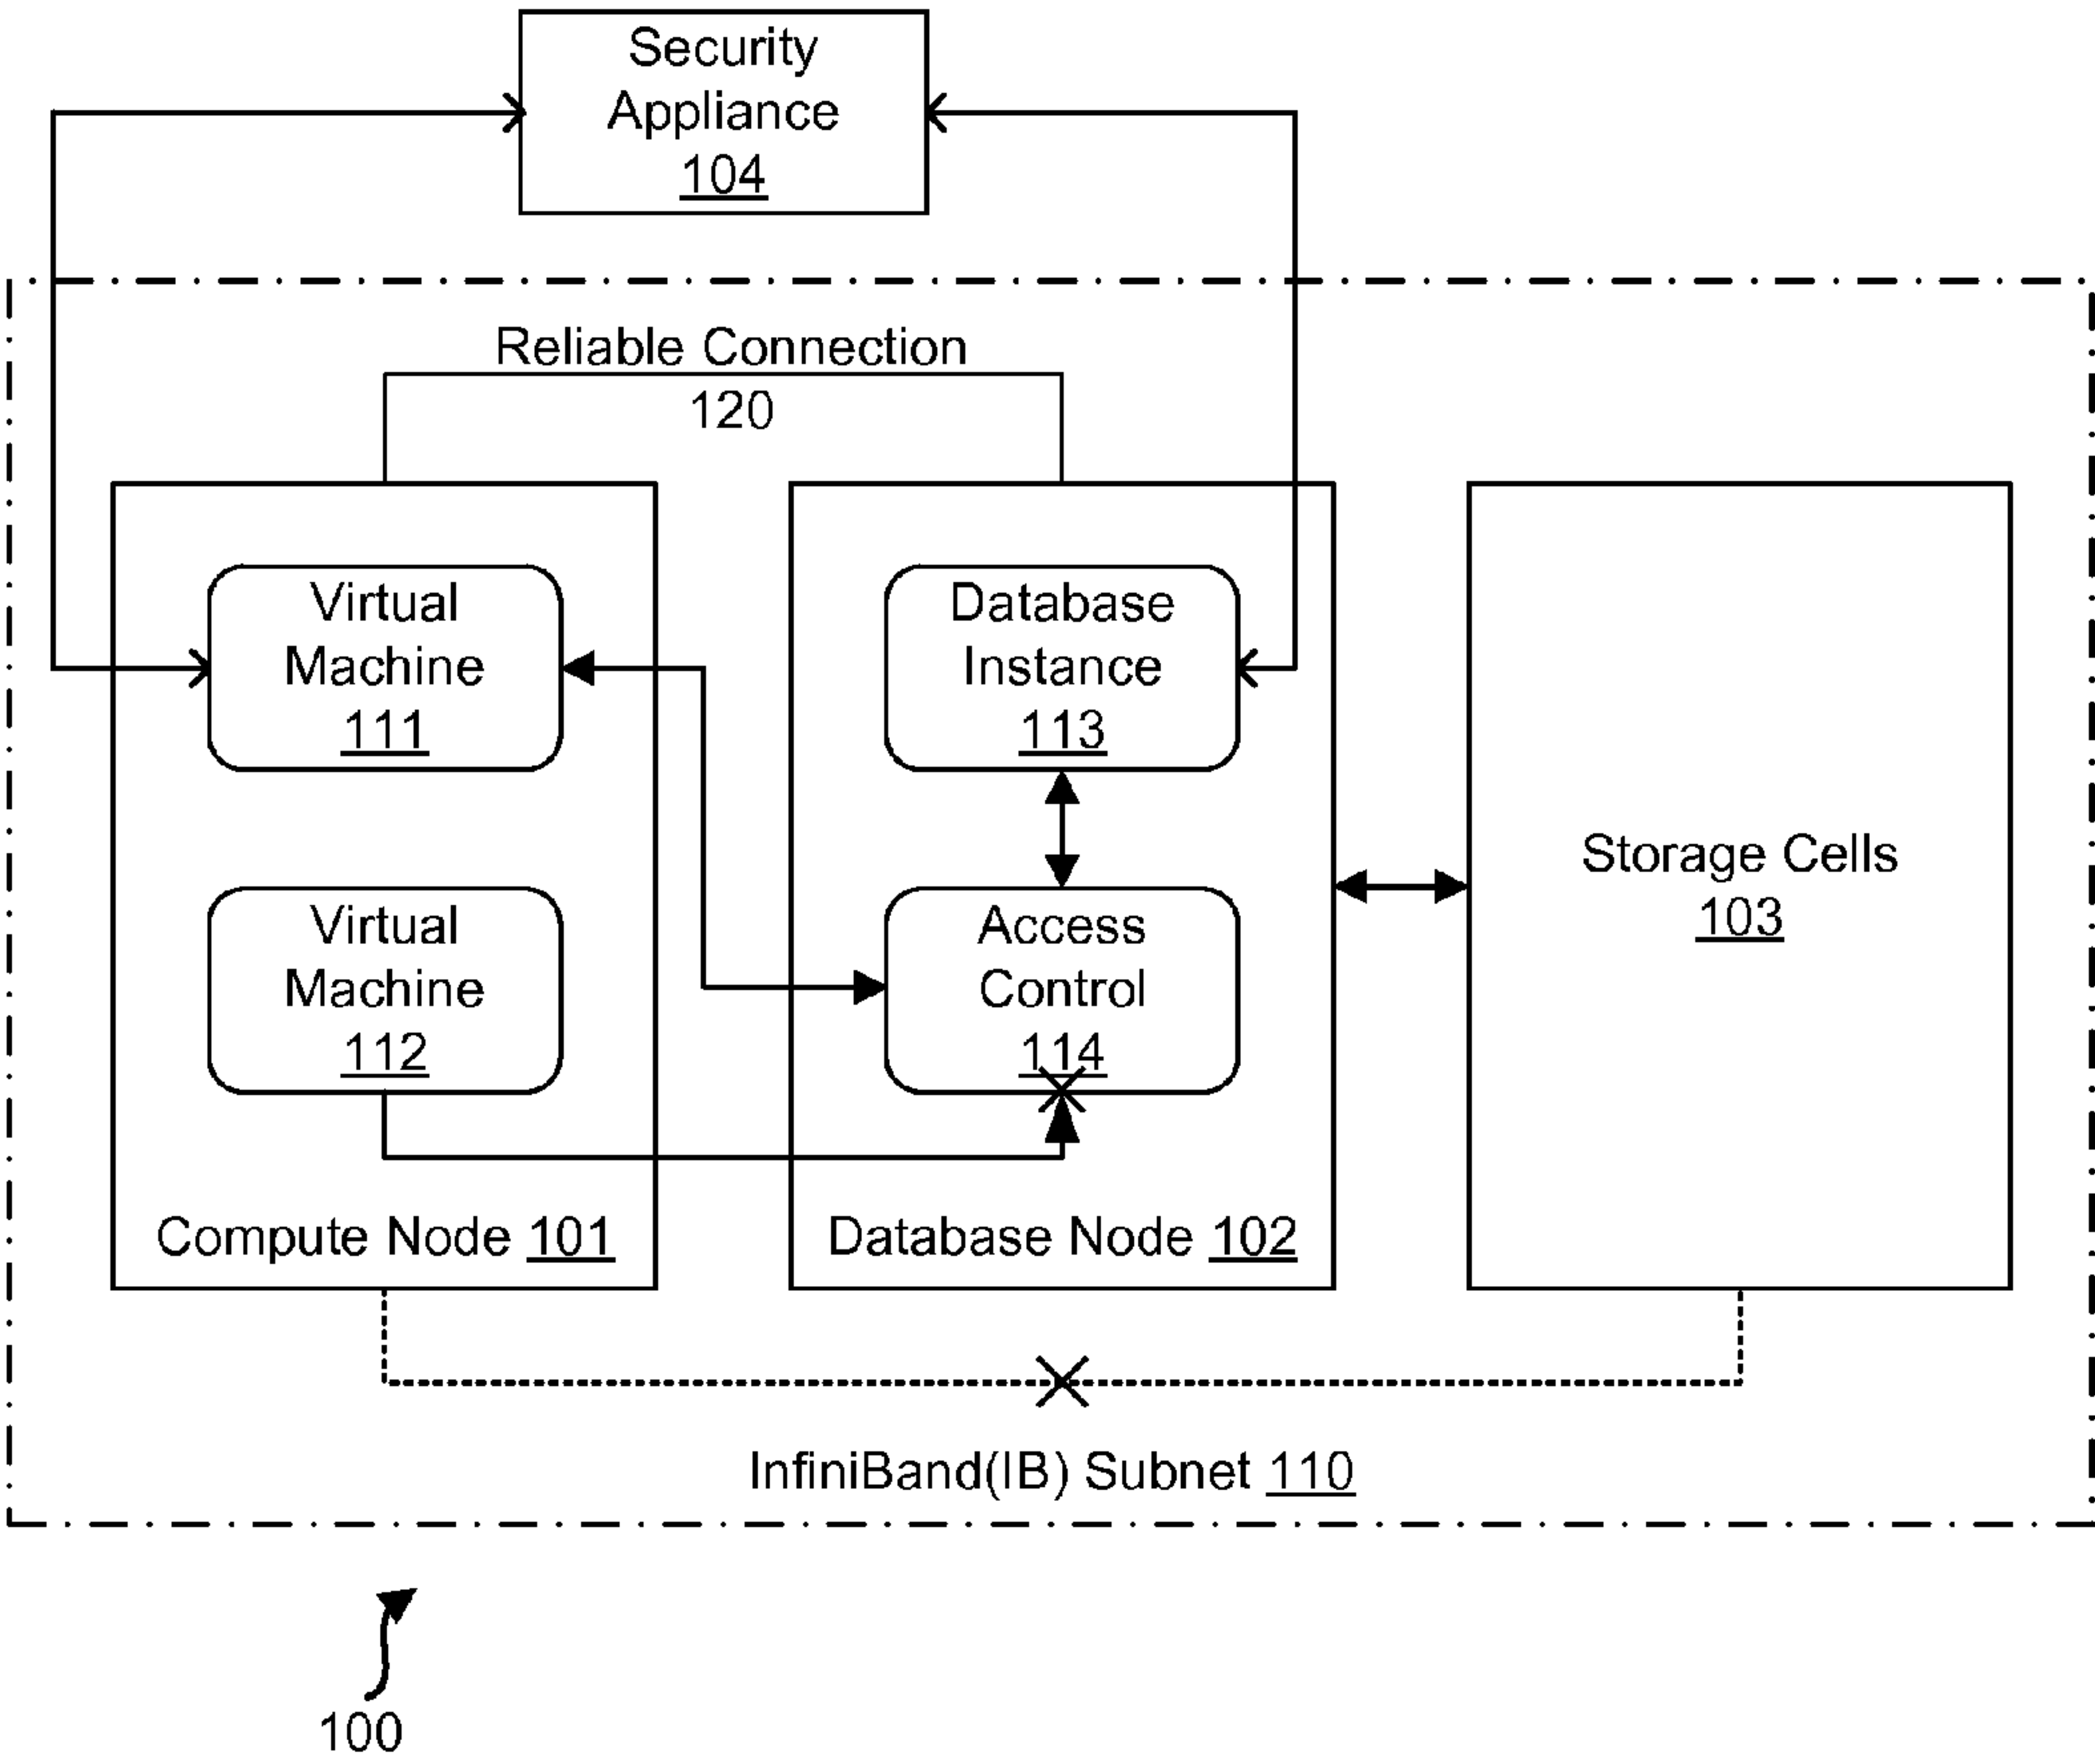 Security
Appliance
104
Reliable Connection
120
Virtual
Machine
111
Database
Instance
113
Storage Cells
103
Virtual
Machine
112
Access
Control
114
Compute Node 101
Database Node 102
InfiniBand(IB) Subnet 110
100